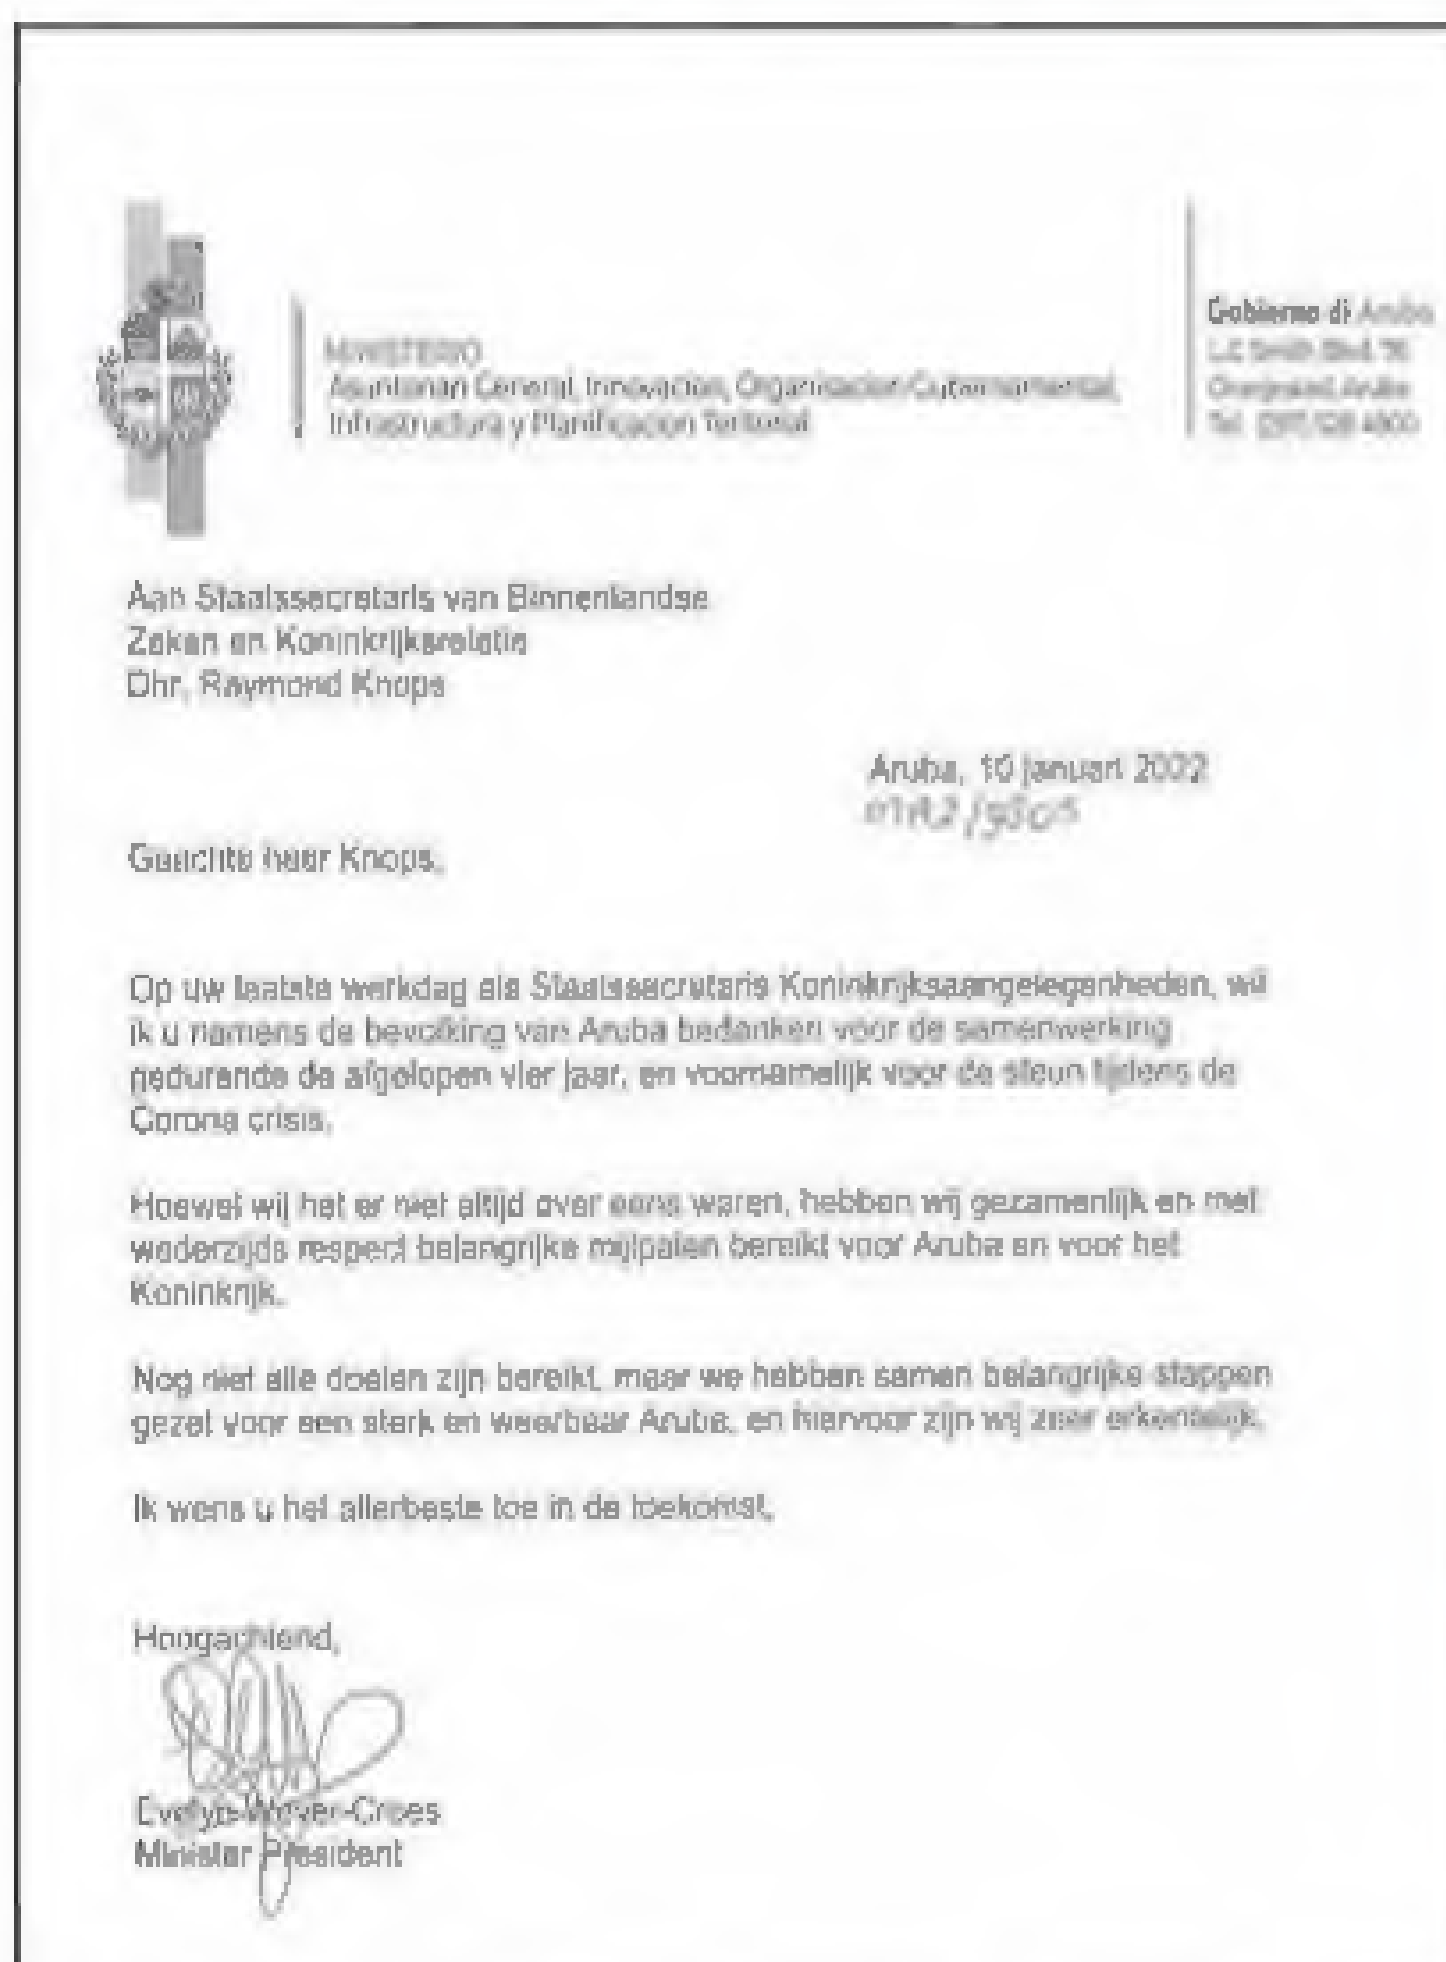 MINISTERIO
Asuntonan General, Innovacion, Organisacion Gubernamental,
Infrastructura y Planificacion Teritorial
Gobierno di Aruba
L.G. Smith Blvd. 76
Oranjestad, Aruba
Tel.
Aan Staatssecretaris van Binnenlandse
Zaken en Koninkrijksrelatie
Dhr. Raymond Knops
Aruba, 10 januari 2022
Geachte heer Knops,
Op uw laatste werkdag als Staatssecretaris Koninkrijksaangelegenheden, wil
ik u namens de bevolking van Aruba bedanken voor de samenwerking
gedurende de afgelopen vier jaar, en voornamelijk voor de steun tijdens de
Corona crisis.
Hoewel wij het er niet altijd over eens waren, hebben wij gezamenlijk en met
wederzijds respect belangrijke mijlpalen bereikt voor Aruba en voor het
Koninkrijk.
Nog niet alle doelen zijn bereikt, maar we hebben samen belangrijke stappen
gezet voor een sterk en weerbaar Aruba, en hiervoor zijn wij zeer erkentelijk.
Ik wens u het allerbeste toe in de toekomst.
Hoogachtend,
Evelyn Wever-Croes
Minister President